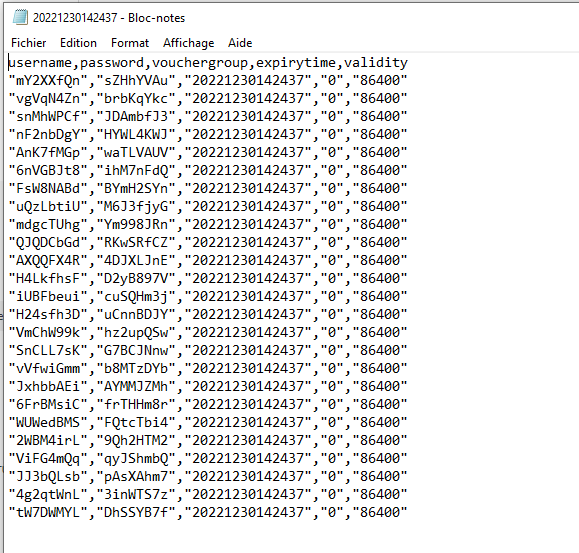 20221230142437 - Bloc-notes
Fichier Edition Format Affichage Aide
username,password,vouchergroup,expirytime,validity
"mY2XXfQn","sZHhYVAu","20221230142437","0","86400"
"vgVqN4Zn","brbKqYkc","20221230142437","0","86400"
"snMhWPCf","JDAmbfJ3","20221230142437","0","86400"
"nF2nbDgY","HYWL4KWJ","20221230142437","0","86400"
"AnK7fMGp","waTLVAUV","20221230142437","0","86400"
"6nVGBJt8","ihM7nFdQ","20221230142437","0","86400"
"FsW8NABd","BYmH2SYn","20221230142437","0","86400"
"uQzLbtiU","M6J3fjyG","20221230142437","0","86400"
"mdgcTUhg","Ym998JRn","20221230142437","0","86400"
"QJQDCbGd","RKwSRfCZ","20221230142437","0","86400"
"AXQQFX4R","4DJXLJnE","20221230142437","0","86400"
"H4LkfhsF","D2yB897V","20221230142437","0","86400"
"iUBFbeui","cuSQHm3j","20221230142437","0","86400"
"H24sfh3D","uCnnBDJY","20221230142437","0","86400"
"VmChW99k","hz2upQSw","20221230142437","0","86400"
"SnCLL7sK","G7BCJNnw","20221230142437","0","86400"
"vVfwiGmm","b8MTzDYb","20221230142437","0","86400"
"JxhbbAEi","AYMMJZMh","20221230142437","0","86400"
"6FrBMsiC","frTHHm8r","20221230142437","0","86400"
"WUWedBMS","FQtcTbi4","20221230142437","0","86400"
"2WBM4irL","9Qh2HTM2","20221230142437","0","86400"
"ViFG4mQq","qyJShmbQ","20221230142437","0","86400"
"JJ3bQLsb","pAsXAhm7","20221230142437","0","86400"
"4g2qtWnL","3inWTS7z","20221230142437","0","86400"
"tW7DWMYL","DhSSYB7f","20221230142437","0","86400"